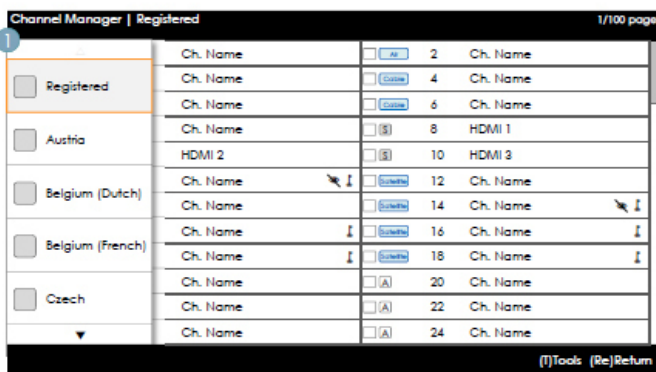 Channel Manager | Registered 1/100 page
1
Ch. Name Air 2 Ch. Name
Registered
Ch. Name Cable 4 Ch. Name
Ch. Name Cable 6 Ch. Name
Austria
Ch. Name S 8 HDMI 1
HDMI 2 S 10 HDMI 3
Belgium (Dutch)
Ch. Name Satellite 12 Ch. Name
Ch. Name Satellite 14 Ch. Name
Belgium (French)
Ch. Name Satellite 16 Ch. Name
Ch. Name Satellite 18 Ch. Name
Czech
Ch. Name A 20 Ch. Name
Ch. Name A 22 Ch. Name
Ch. Name A 24 Ch. Name
(T)Tools (Re)Return